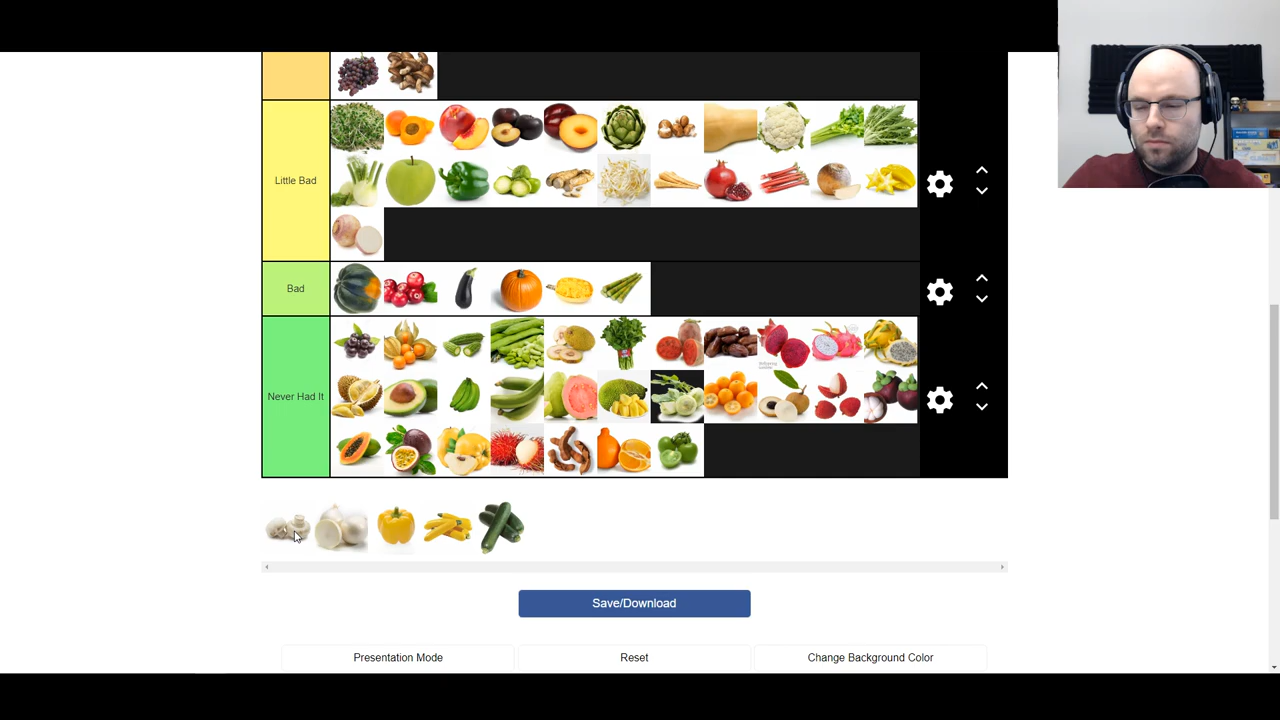 Little Bad
Bad
Never Had It
Save/Download
Presentation Mode
Reset
Change Background Color